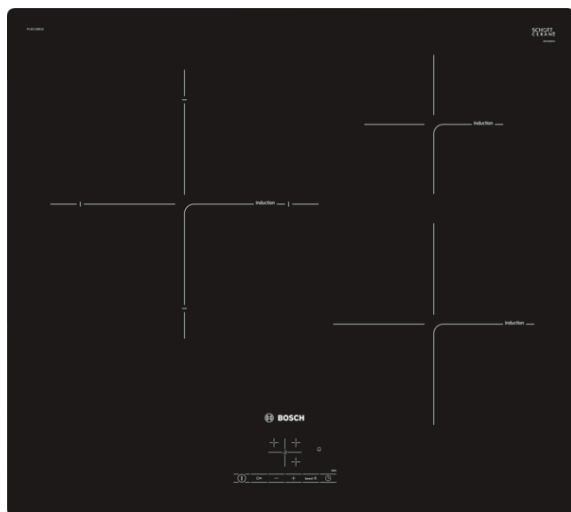 SCHOTT
CERAN®
induction
induction
induction
BOSCH
boost